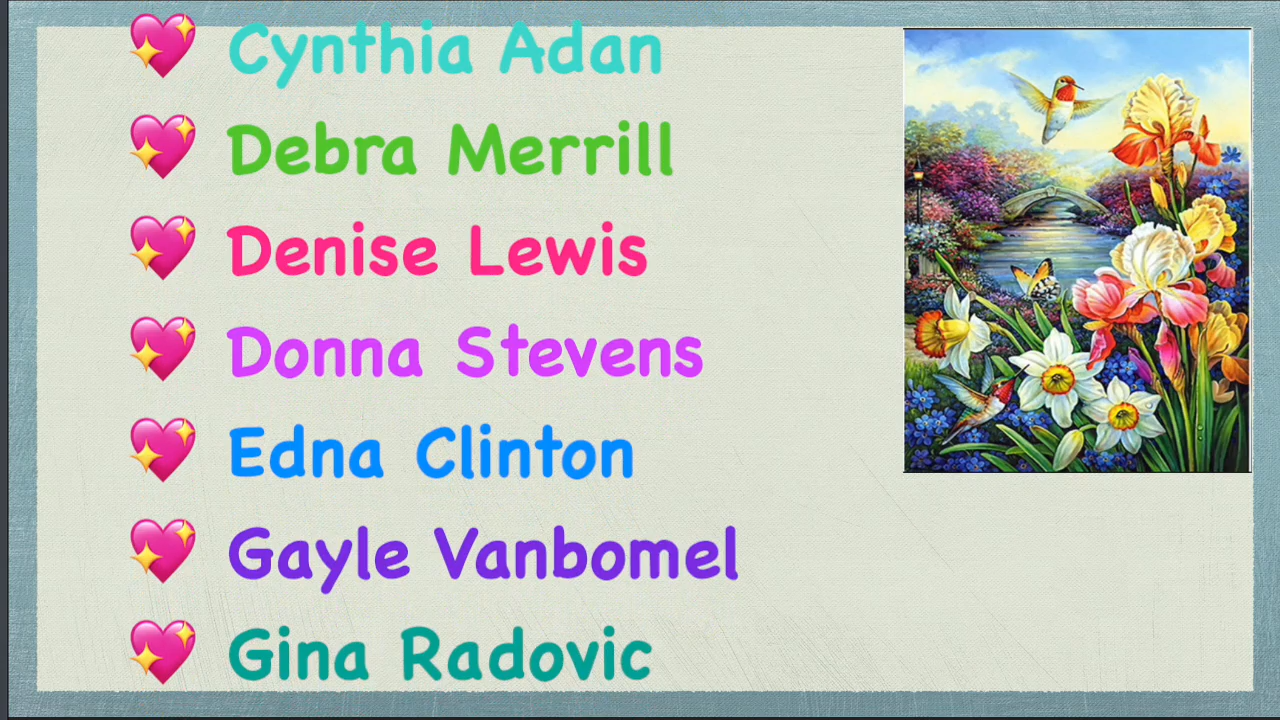 Cynthia Adan
Debra Merrill
Denise Lewis
Donna Stevens
Edna Clinton
Gayle Vanbomel
Gina Radovic